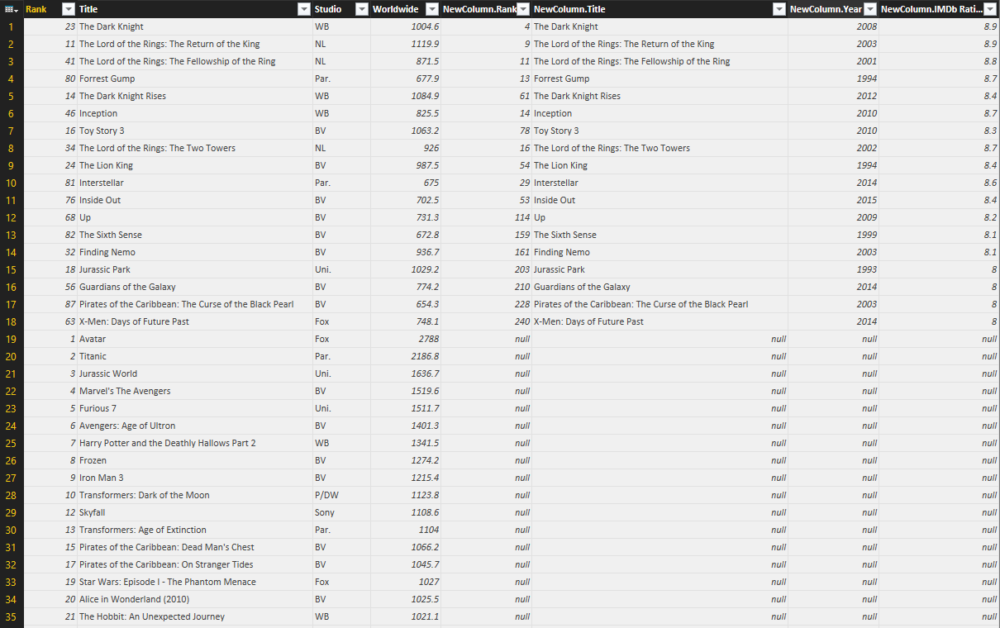 Rank Title Studio Worldwide NewColumn.Rank NewColumn.Title NewColumn.Year NewColumn.IMDb Rati...
1 23 The Dark Knight WB 1004.6 4 The Dark Knight 2008 8.9
2 11 The Lord of the Rings: The Return of the King NL 1119.9 9 The Lord of the Rings: The Return of the King 2003 8.9
3 41 The Lord of the Rings: The Fellowship of the Ring NL 871.5 11 The Lord of the Rings: The Fellowship of the Ring 2001 8.8
4 80 Forrest Gump Par. 677.9 13 Forrest Gump 1994 8.7
5 14 The Dark Knight Rises WB 1084.9 61 The Dark Knight Rises 2012 8.4
6 46 Inception WB 825.5 14 Inception 2010 8.7
7 16 Toy Story 3 BV 1063.2 78 Toy Story 3 2010 8.3
8 34 The Lord of the Rings: The Two Towers NL 926 16 The Lord of the Rings: The Two Towers 2002 8.7
9 24 The Lion King BV 987.5 54 The Lion King 1994 8.4
10 81 Interstellar Par. 675 29 Interstellar 2014 8.6
11 76 Inside Out BV 702.5 53 Inside Out 2015 8.4
12 68 Up BV 731.3 114 Up 2009 8.2
13 82 The Sixth Sense BV 672.8 159 The Sixth Sense 1999 8.1
14 32 Finding Nemo BV 936.7 161 Finding Nemo 2003 8.1
15 18 Jurassic Park Uni. 1029.2 203 Jurassic Park 1993 8
16 56 Guardians of the Galaxy BV 774.2 210 Guardians of the Galaxy 2014 8
17 87 Pirates of the Caribbean: The Curse of the Black Pearl BV 654.3 228 Pirates of the Caribbean: The Curse of the Black Pearl 2003 8
18 63 X-Men: Days of Future Past Fox 748.1 240 X-Men: Days of Future Past 2014 8
19 1 Avatar Fox 2788 null null null null
20 2 Titanic Par. 2186.8 null null null null
21 3 Jurassic World Uni. 1636.7 null null null null
22 4 Marvel's The Avengers BV 1519.6 null null null null
23 5 Furious 7 Uni. 1511.7 null null null null
24 6 Avengers: Age of Ultron BV 1401.3 null null null null
25 7 Harry Potter and the Deathly Hallows Part 2 WB 1341.5 null null null null
26 8 Frozen BV 1274.2 null null null null
27 9 Iron Man 3 BV 1215.4 null null null null
28 10 Transformers: Dark of the Moon P/DW 1123.8 null null null null
29 12 Skyfall Sony 1108.6 null null null null
30 13 Transformers: Age of Extinction Par. 1104 null null null null
31 15 Pirates of the Caribbean: Dead Man's Chest BV 1066.2 null null null null
32 17 Pirates of the Caribbean: On Stranger Tides BV 1045.7 null null null null
33 19 Star Wars: Episode I - The Phantom Menace Fox 1027 null null null null
34 20 Alice in Wonderland (2010) BV 1025.5 null null null null
35 21 The Hobbit: An Unexpected Journey WB 1021.1 null null null null